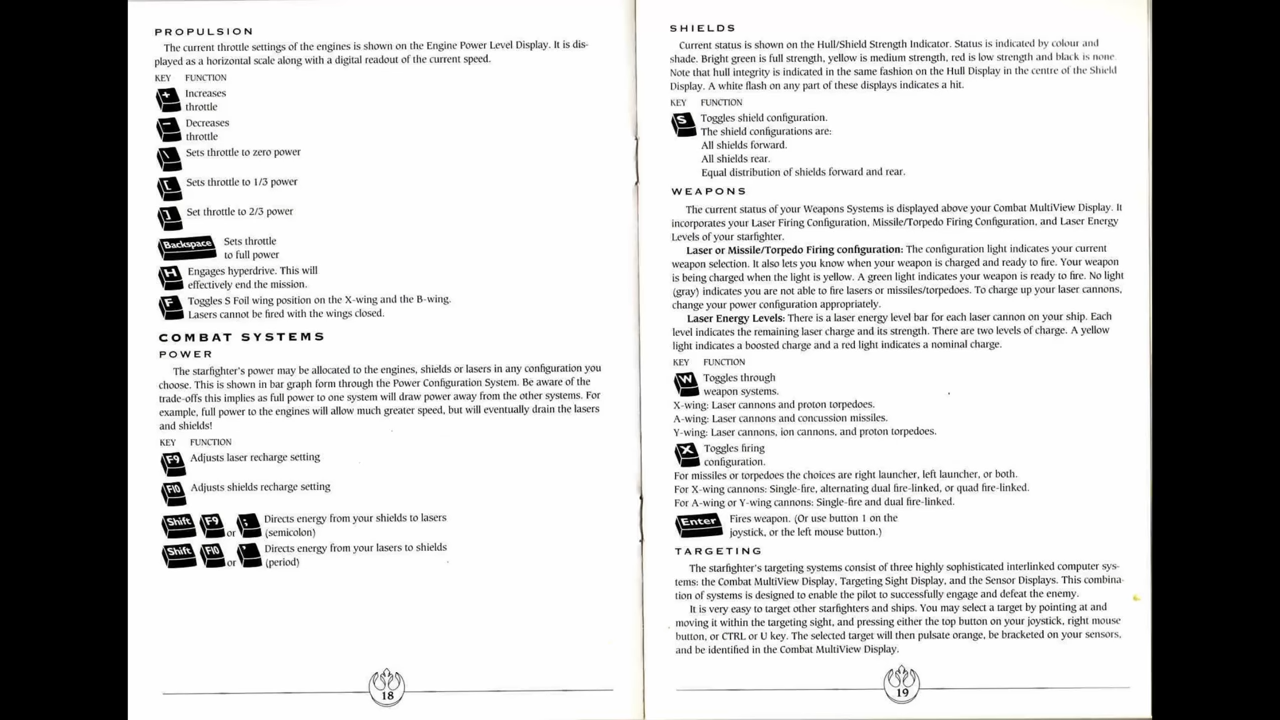 PROPULSION
The current throttle settings of the engines is shown on the Engine Power Level Display. It is dis-
played as a horizontal scale along with a digital readout of the current speed.
KEY FUNCTION
+ Increases
throttle
− Decreases
throttle
\ Sets throttle to zero power
[ Sets throttle to 1/3 power
] Set throttle to 2/3 power
Backspace Sets throttle
to full power
H Engages hyperdrive. This will
effectively end the mission.
F Toggles S Foil wing position on the X-wing and the B-wing.
Lasers cannot be fired with the wings closed.
COMBAT SYSTEMS
POWER
The starfighter's power may be allocated to the engines, shields or lasers in any configuration you
choose. This is shown in bar graph form through the Power Configuration System. Be aware of the
trade-offs this implies as full power to one system will draw power away from the other systems. For
example, full power to the engines will allow much greater speed, but will eventually drain the lasers
and shields!
KEY FUNCTION
F9 Adjusts laser recharge setting
F10 Adjusts shields recharge setting
Shift F9 or ; Directs energy from your shields to lasers
(semicolon)
Shift F10 or ' Directs energy from your lasers to shields
(period)
18
SHIELDS
Current status is shown on the Hull/Shield Strength Indicator. Status is indicated by colour and
shade. Bright green is full strength, yellow is medium strength, red is low strength and black is none.
Note that hull integrity is indicated in the same fashion on the Hull Display in the centre of the Shield
Display. A white flash on any part of these displays indicates a hit.
KEY FUNCTION
S Toggles shield configuration.
The shield configurations are:
All shields forward.
All shields rear.
Equal distribution of shields forward and rear.
WEAPONS
The current status of your Weapons Systems is displayed above your Combat MultiView Display. It
incorporates your Laser Firing Configuration, Missile/Torpedo Firing Configuration, and Laser Energy
Levels of your starfighter.
Laser or Missile/Torpedo Firing configuration: The configuration light indicates your current
weapon selection. It also lets you know when your weapon is charged and ready to fire. Your weapon
is being charged when the light is yellow. A green light indicates your weapon is ready to fire. No light
(gray) indicates you are not able to fire lasers or missiles/torpedoes. To charge up your laser cannons,
change your power configuration appropriately.
Laser Energy Levels: There is a laser energy level bar for each laser cannon on your ship. Each
level indicates the remaining laser charge and its strength. There are two levels of charge. A yellow
light indicates a boosted charge and a red light indicates a nominal charge.
KEY FUNCTION
W Toggles through
weapon systems.
X-wing: Laser cannons and proton torpedoes.
A-wing: Laser cannons and concussion missiles.
Y-wing: Laser cannons, ion cannons, and proton torpedoes.
X Toggles firing
configuration.
For missiles or torpedoes the choices are right launcher, left launcher, or both.
For X-wing cannons: Single-fire, alternating dual fire-linked, or quad fire-linked.
For A-wing or Y-wing cannons: Single-fire and dual fire-linked.
Enter Fires weapon. (Or use button 1 on the
joystick, or the left mouse button.)
TARGETING
The starfighter's targeting systems consist of three highly sophisticated interlinked computer sys-
tems: the Combat MultiView Display, Targeting Sight Display, and the Sensor Displays. This combina-
tion of systems is designed to enable the pilot to successfully engage and defeat the enemy.
It is very easy to target other starfighters and ships. You may select a target by pointing at and
moving it within the targeting sight, and pressing either the top button on your joystick, right mouse
button, or CTRL or U key. The selected target will then pulsate orange, be bracketed on your sensors,
and be identified in the Combat MultiView Display.
19